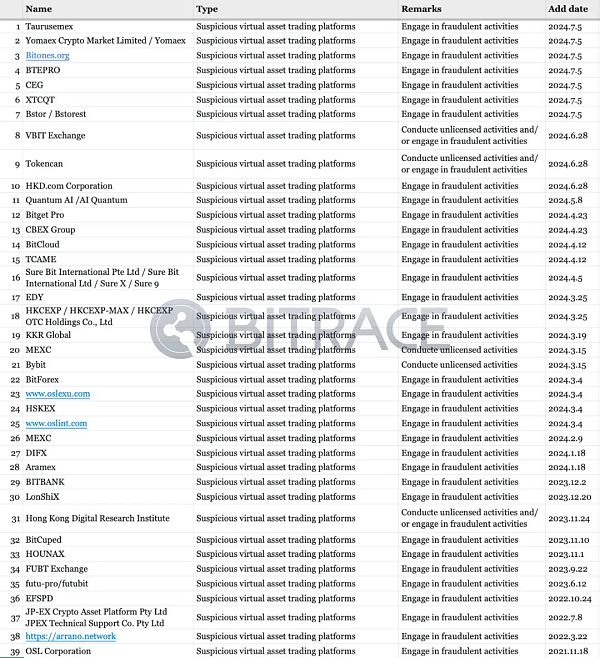 Name Type Remarks Add date
1 Taurusemex Suspicious virtual asset trading platforms Engage in fraudulent activities 2024.7.5
2 Yomaex Crypto Market Limited / Yomaex Suspicious virtual asset trading platforms Engage in fraudulent activities 2024.7.5
3 Bitones.org Suspicious virtual asset trading platforms Engage in fraudulent activities 2024.7.5
4 BTEPRO Suspicious virtual asset trading platforms Engage in fraudulent activities 2024.7.5
5 CEG Suspicious virtual asset trading platforms Engage in fraudulent activities 2024.7.5
6 XTCQT Suspicious virtual asset trading platforms Engage in fraudulent activities 2024.7.5
7 Bstor / Bstorest Suspicious virtual asset trading platforms Engage in fraudulent activities 2024.7.5
8 VBIT Exchange Suspicious virtual asset trading platforms Conducte unlicensed activities and/
or engage in fraudulent activities 2024.6.28
9 Tokencan Suspicious virtual asset trading platforms Conducte unlicensed activities and/
or engage in fraudulent activities 2024.6.28
10 HKD.com Corporation Suspicious virtual asset trading platforms Engage in fraudulent activities 2024.6.28
11 Quantum AI /AI Quantum Suspicious virtual asset trading platforms Engage in fraudulent activities 2024.5.8
12 Bitget Pro Suspicious virtual asset trading platforms Engage in fraudulent activities 2024.4.23
13 CBEX Group Suspicious virtual asset trading platforms Engage in fraudulent activities 2024.4.23
14 BitCloud Suspicious virtual asset trading platforms Engage in fraudulent activities 2024.4.12
15 TCAME Suspicious virtual asset trading platforms Engage in fraudulent activities 2024.4.12
16 Sure Bit International Pte Ltd / Sure Bit
International Ltd / Sure X / Sure 9 Suspicious virtual asset trading platforms Engage in fraudulent activities 2024.4.5
17 EDY Suspicious virtual asset trading platforms Engage in fraudulent activities 2024.3.25
18 HKCEXP / HKCEXP-MAX / HKCEXP
OTC Holdings Co., Ltd Suspicious virtual asset trading platforms Engage in fraudulent activities 2024.3.25
19 KKR Global Suspicious virtual asset trading platforms Engage in fraudulent activities 2024.3.19
20 MEXC Suspicious virtual asset trading platforms Conducte unlicensed activities 2024.3.15
21 Bybit Suspicious virtual asset trading platforms Conducte unlicensed activities 2024.3.15
22 BitForex Suspicious virtual asset trading platforms Engage in fraudulent activities 2024.3.4
23 www.oslexu.com Suspicious virtual asset trading platforms Engage in fraudulent activities 2024.3.4
24 HSKEX Suspicious virtual asset trading platforms Engage in fraudulent activities 2024.3.4
25 www.oslint.com Suspicious virtual asset trading platforms Engage in fraudulent activities 2024.3.4
26 MEXC Suspicious virtual asset trading platforms Engage in fraudulent activities 2024.2.9
27 DIFX Suspicious virtual asset trading platforms Engage in fraudulent activities 2024.1.18
28 Aramex Suspicious virtual asset trading platforms Engage in fraudulent activities 2024.1.18
29 BITBANK Suspicious virtual asset trading platforms Engage in fraudulent activities 2023.12.2
30 LonShiX Suspicious virtual asset trading platforms Engage in fraudulent activities 2023.12.20
31 Hong Kong Digital Research Institute Suspicious virtual asset trading platforms Conducte unlicensed activities and/
or engage in fraudulent activities 2023.11.24
32 BitCuped Suspicious virtual asset trading platforms Engage in fraudulent activities 2023.11.10
33 HOUNAX Suspicious virtual asset trading platforms Engage in fraudulent activities 2023.11.1
34 FUBT Exchange Suspicious virtual asset trading platforms Engage in fraudulent activities 2023.9.22
35 futu-pro/futubit Suspicious virtual asset trading platforms Engage in fraudulent activities 2023.6.12
36 EFSPD Suspicious virtual asset trading platforms Engage in fraudulent activities 2022.10.24
37 JP-EX Crypto Asset Platform Pty Ltd
JPEX Technical Support Co. Pty Ltd Suspicious virtual asset trading platforms Engage in fraudulent activities 2022.7.8
38 https://arrano.network Suspicious virtual asset trading platforms Engage in fraudulent activities 2022.3.22
39 OSL Corporation Suspicious virtual asset trading platforms Engage in fraudulent activities 2021.11.18
BITRACE